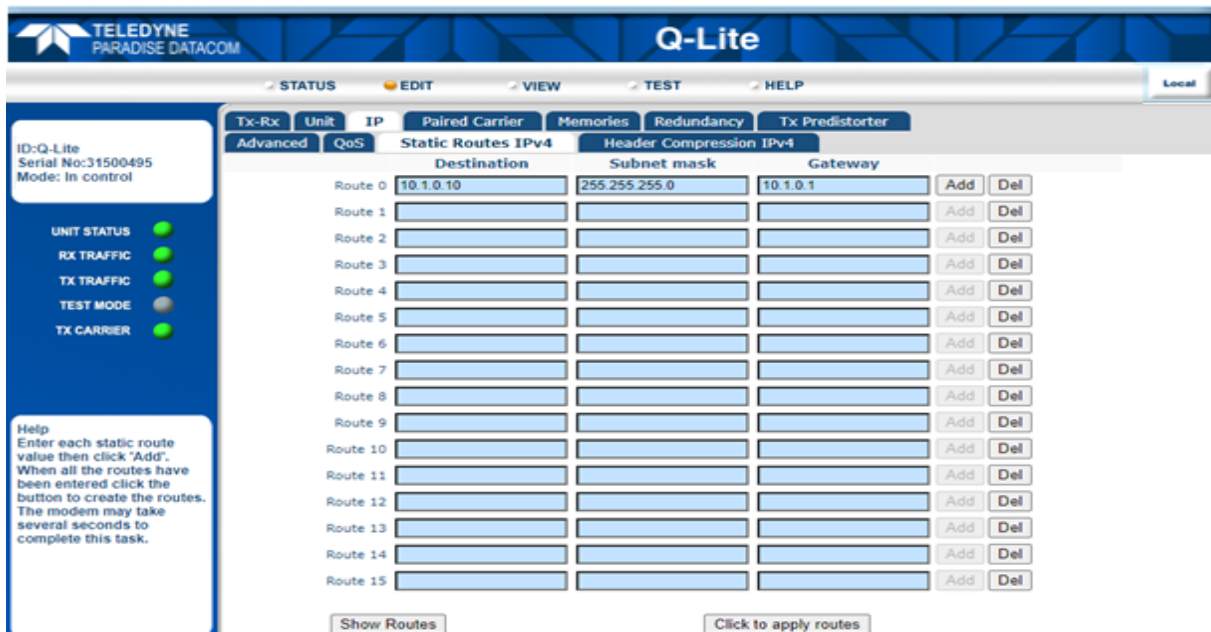 TELEDYNE
PARADISE DATACOM
Q-Lite
STATUS EDIT VIEW TEST HELP
Local
Tx-Rx Unit IP Paired Carrier Memories Redundancy Tx Predistorter
Advanced QoS Static Routes IPv4 Header Compression IPv4
ID:Q-Lite
Serial No:31500495
Mode: In control
UNIT STATUS
RX TRAFFIC
TX TRAFFIC
TEST MODE
TX CARRIER
Help
Enter each static route
value then click 'Add'.
When all the routes have
been entered click the
button to create the routes.
The modem may take
several seconds to
complete this task.
Destination Subnet mask Gateway
Route 0 10.1.0.10 255.255.255.0 10.1.0.1 Add Del
Route 1 Add Del
Route 2 Add Del
Route 3 Add Del
Route 4 Add Del
Route 5 Add Del
Route 6 Add Del
Route 7 Add Del
Route 8 Add Del
Route 9 Add Del
Route 10 Add Del
Route 11 Add Del
Route 12 Add Del
Route 13 Add Del
Route 14 Add Del
Route 15 Add Del
Show Routes Click to apply routes